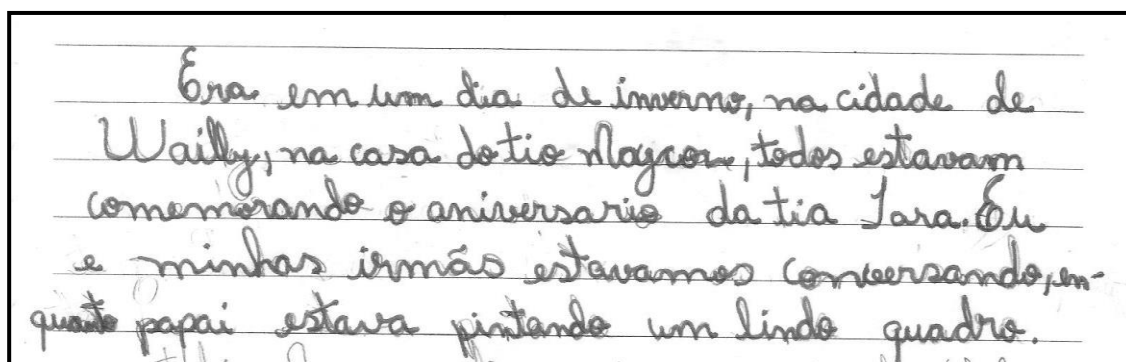 Era em um dia de inverno, na cidade de
Wailly, na casa do tio Maycon, todos estavam
comemorando o aniversario da tia Iara. Eu
e minhas irmãs estavamos conversando, en-
quanto papai estava pintando um lindo quadro.